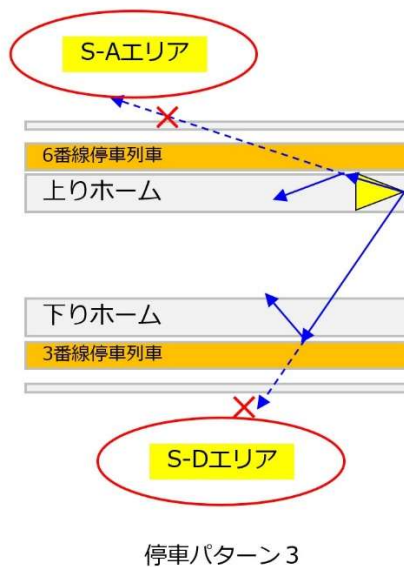 S-Aエリア
6番線停車列車
上りホーム
下りホーム
3番線停車列車
S-Dエリア
停車パターン3